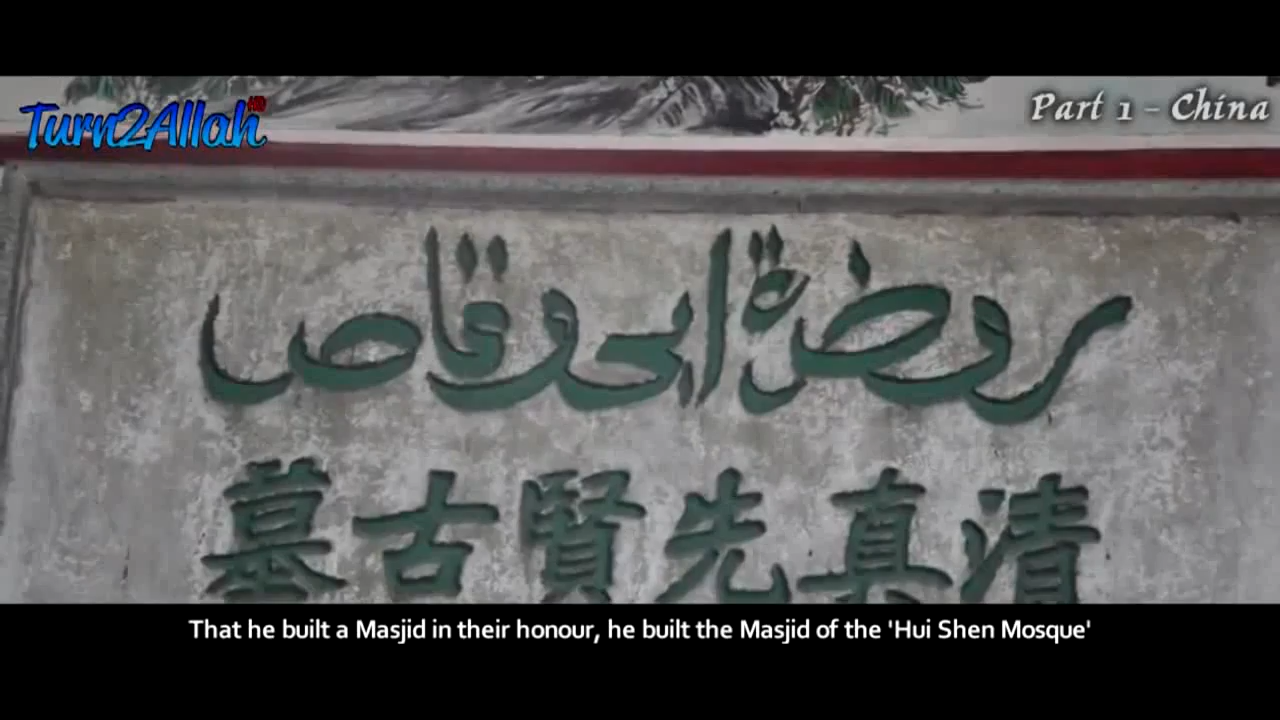 Turn2Allah
Part 1 - China
روضة ابي وقاص
清真先賢古墓
That he built a Masjid in their honour, he built the Masjid of the 'Hui Shen Mosque'